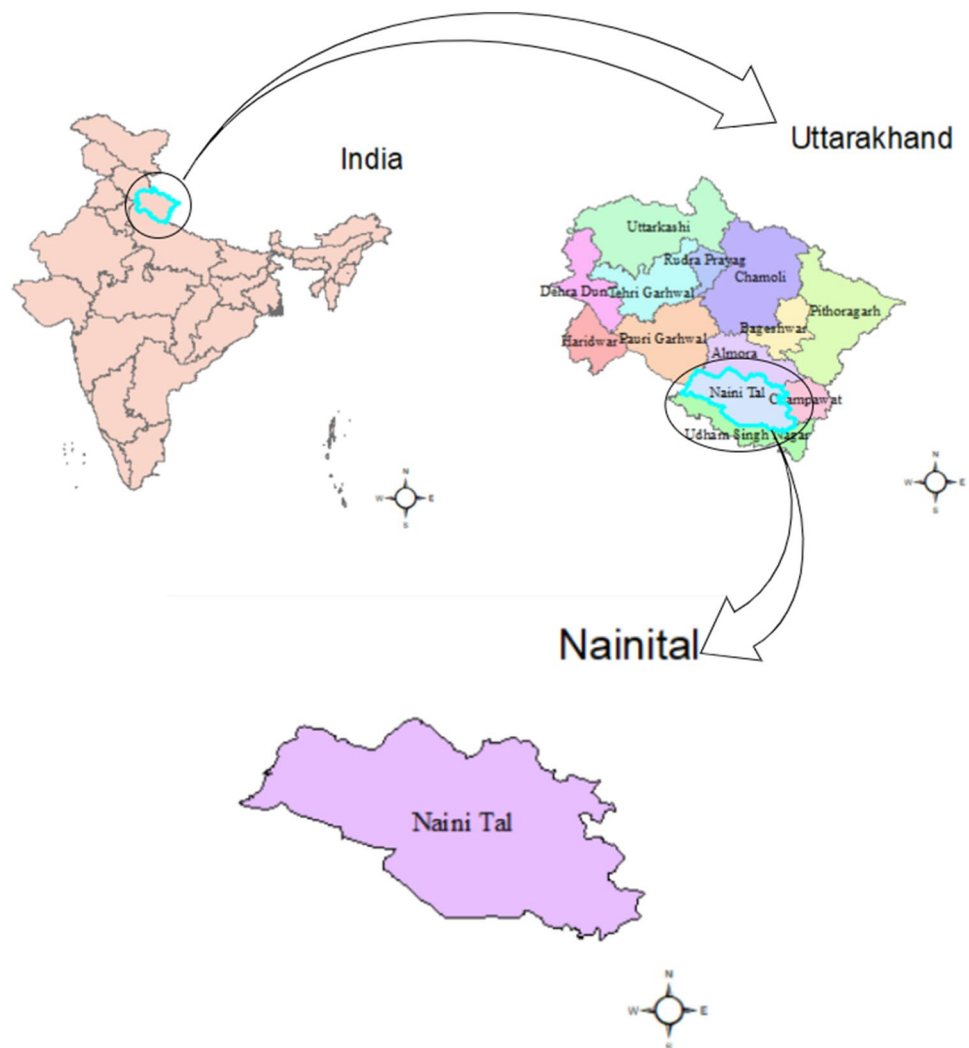 India
Uttarakhand
Uttarkashi
Rudra Prayag
Chamoli
Dehra Dun
Tehri Garhwal
Pithoragarh
Bageshwar
Haridwar
Pauri Garhwal
Almora
Naini Tal
Champawat
Udham Singh Nagar
N
W
E
S
N
W
E
S
Nainital
Naini Tal
N
W
E
S